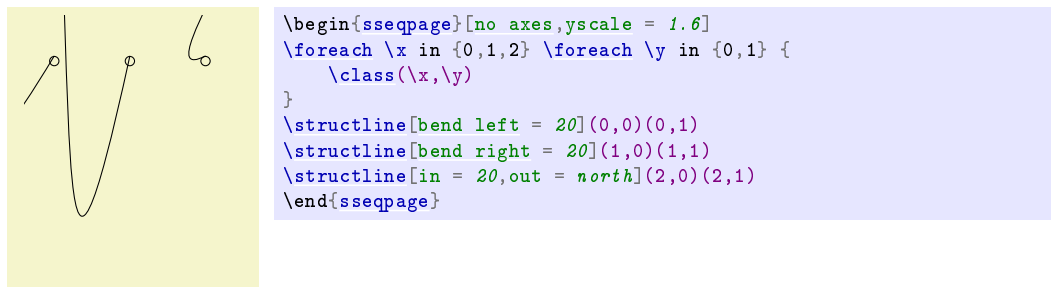 \begin{sseqpage}[no axes,yscale = 1.6]
\foreach \x in {0,1,2} \foreach \y in {0,1} {
    \class(\x,\y)
}
\structline[bend left = 20](0,0)(0,1)
\structline[bend right = 20](1,0)(1,1)
\structline[in = 20,out = north](2,0)(2,1)
\end{sseqpage}